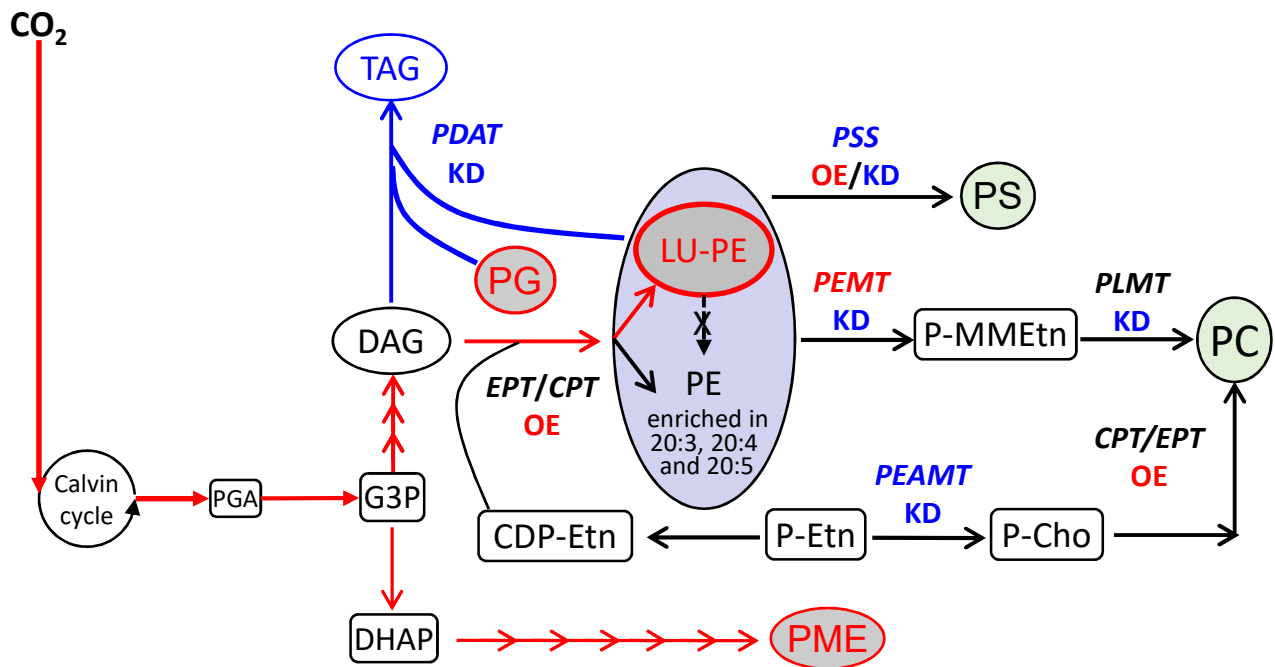 CO₂
TAG
PDAT
KD
PSS
OE/KD
PS
LU-PE
PG
PEMT
KD
PLMT
KD
X
DAG
P-MMEtn
PC
PE
enriched in
20:3, 20:4
and 20:5
EPT/CPT
OE
CPT/EPT
OE
Calvin
cycle
PGA
G3P
PEAMT
KD
CDP-Etn
P-Etn
P-Cho
DHAP
PME